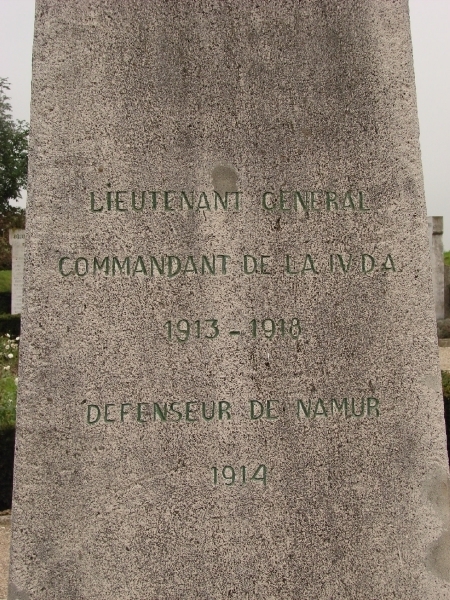 LIEUTENANT GENERAL
COMMANDANT DE LA IV D.A.
1913 - 1918
DEFENSEUR DE NAMUR
1914